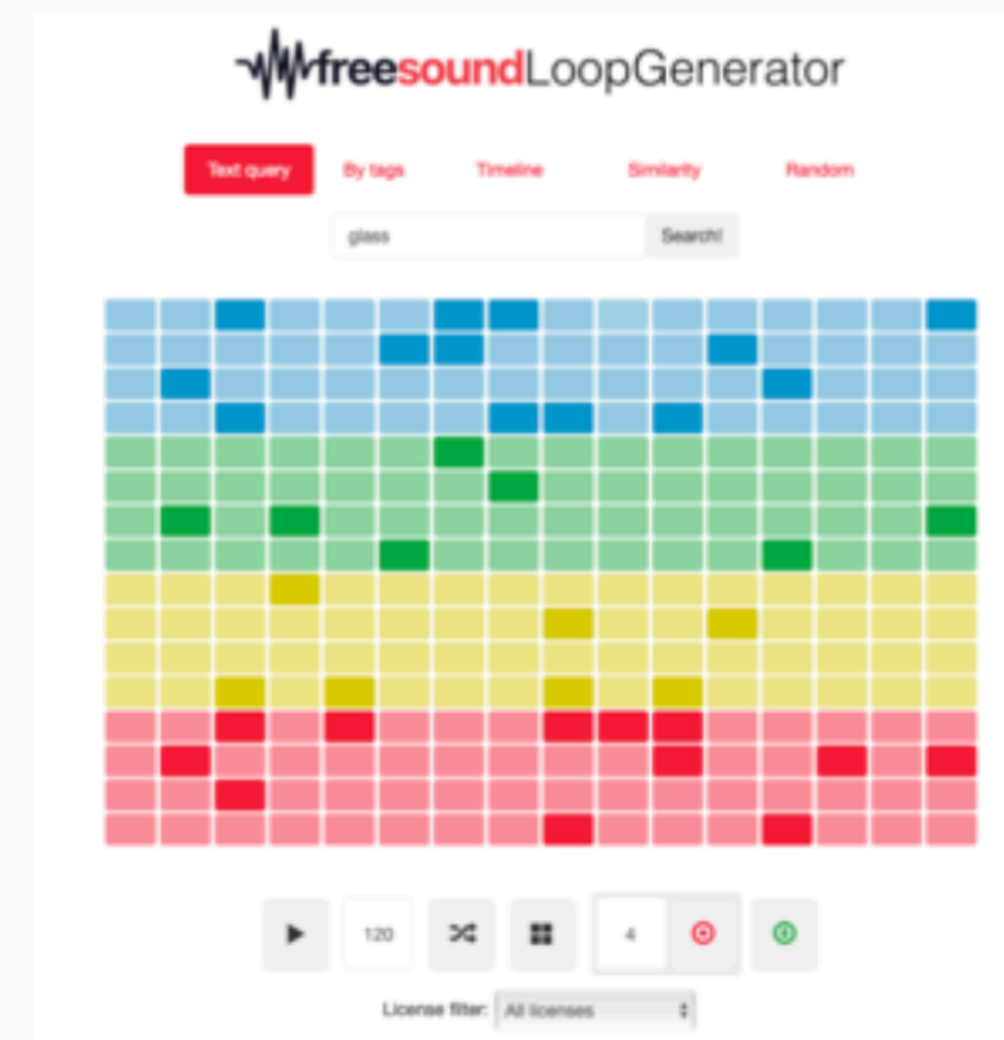 freesoundLoopGenerator
Text query By tags Timeline Similarity Random
glass Search!
120 4
License filter: All licenses